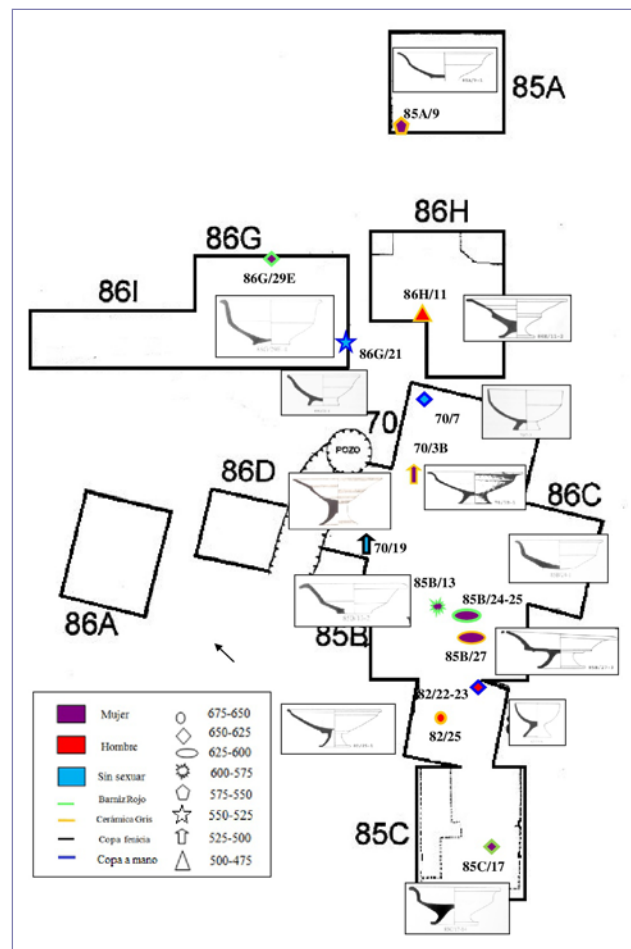 85A
85A/9
86H
86G
86G/29E
86H/11
86I
86G/21
70
70/7
POZO
70/3B
86D
86C
70/19
85B/13
85B/24-25
86A
85B
85B/27
82/22-23
82/25
85C
85C/17
Mujer
Hombre
Sin sexuar
Barniz Rojo
Cerámica Gris
Copa fenicia
Copa a mano
675-650
650-625
625-600
600-575
575-550
550-525
525-500
500-475